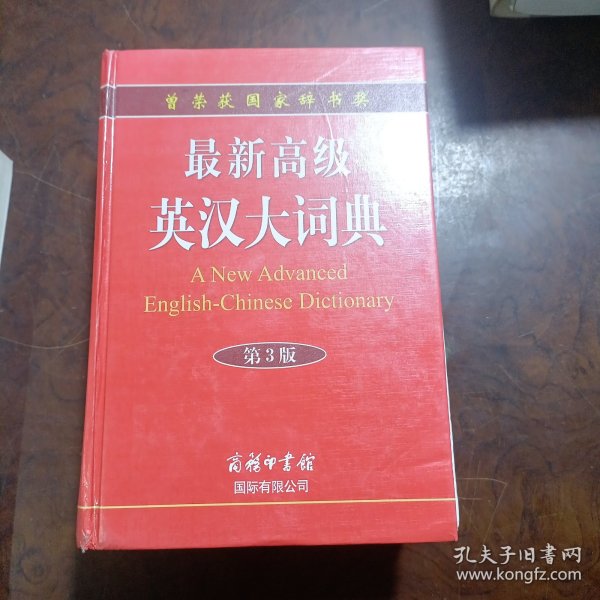 曾荣获国家辞书奖
最新高级
英汉大词典
A New Advanced
English-Chinese Dictionary
第3版
商务印书馆
国际有限公司
孔夫子旧书网
www.kongfz.com